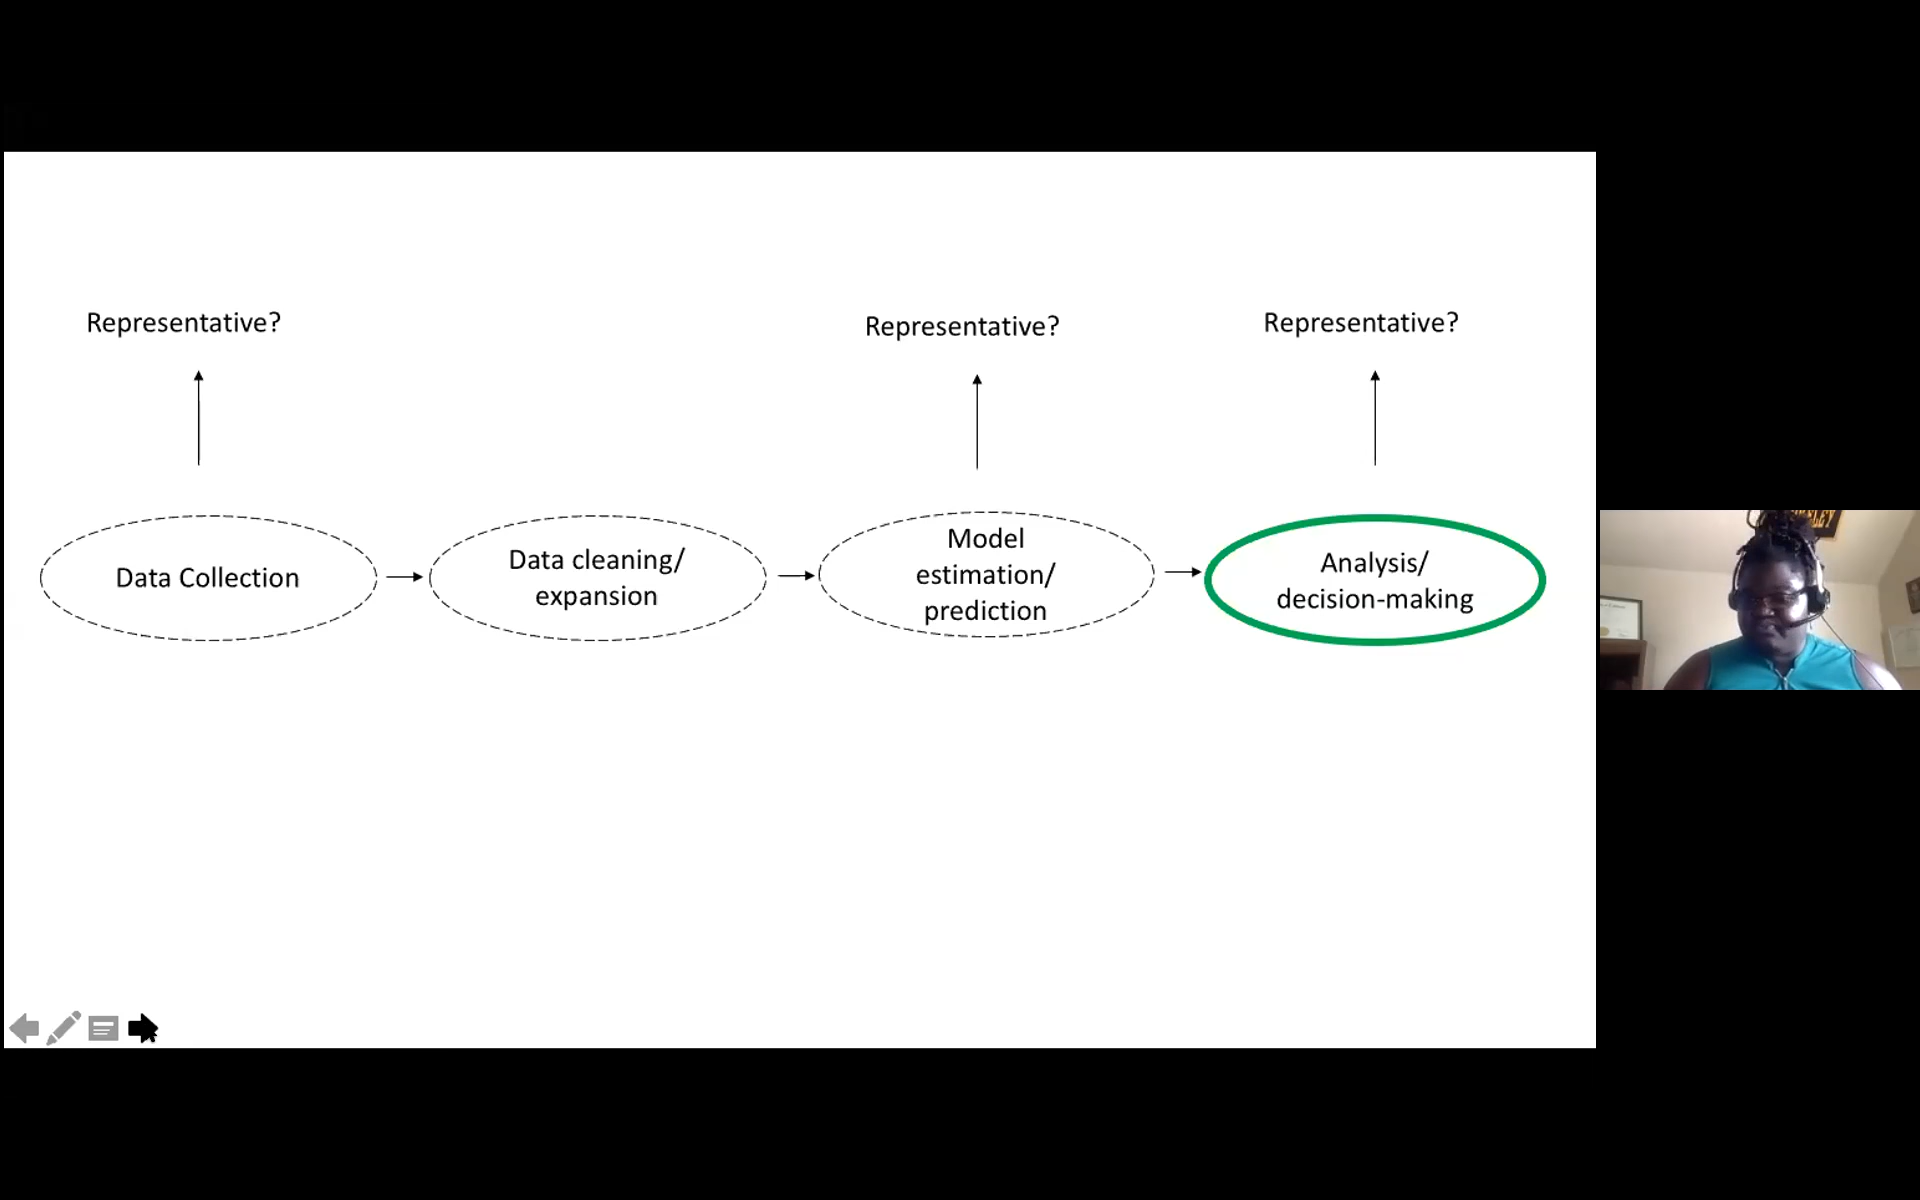 Representative?
Representative?
Representative?
Data Collection
Data cleaning/
expansion
Model
estimation/
prediction
Analysis/
decision-making